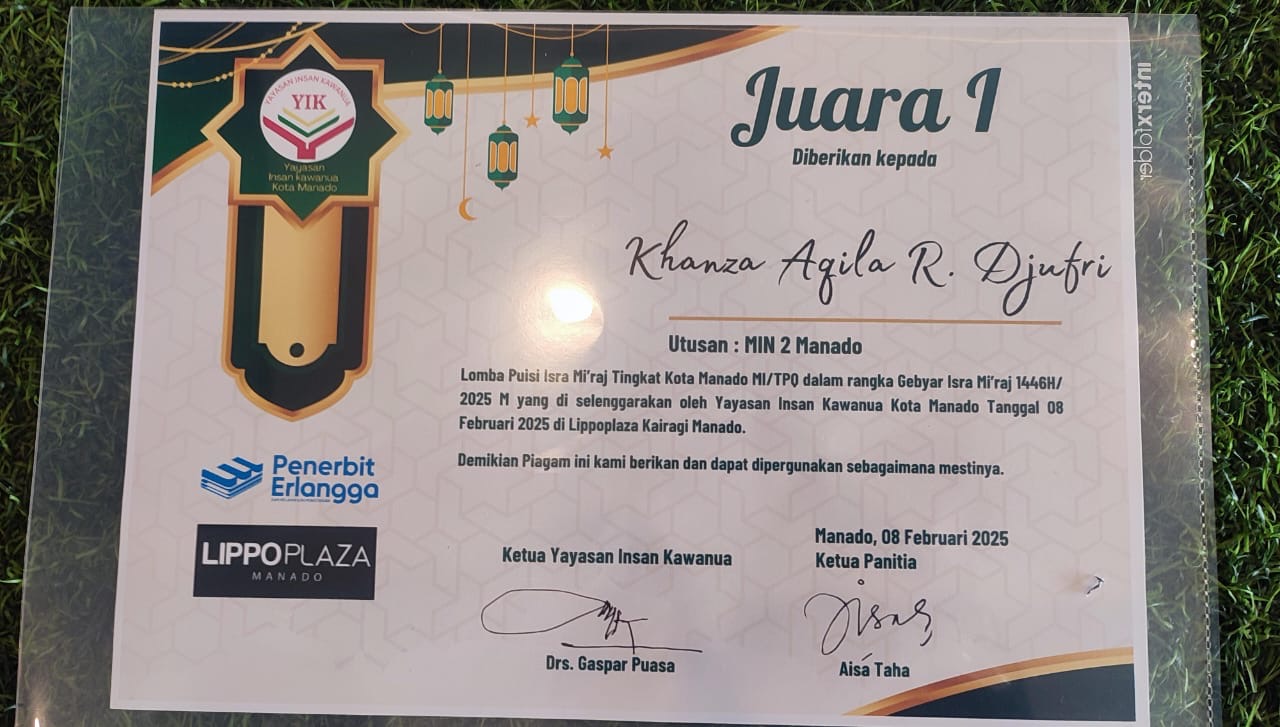 YAYASAN INSAN KAWANUA
YIK
Yayasan
Insan kawanua
Kota Manado
Juara I
Diberikan kepada
Khanza Aqila R. Djufri
Utusan : MIN 2 Manado
Lomba Puisi Isra Mi'raj Tingkat Kota Manado MI/TPQ dalam rangka Gebyar Isra Mi'raj 1446H/
2025 M yang di selenggarakan oleh Yayasan Insan Kawanua Kota Manado Tanggal 08
Februari 2025 di Lippoplaza Kairagi Manado.
Demikian Piagam ini kami berikan dan dapat dipergunakan sebagaimana mestinya.
Penerbit
Erlangga
LIPPO PLAZA
MANADO
Manado, 08 Februari 2025
Ketua Yayasan Insan Kawanua
Ketua Panitia
Drs. Gaspar Puasa
Aisá Taha